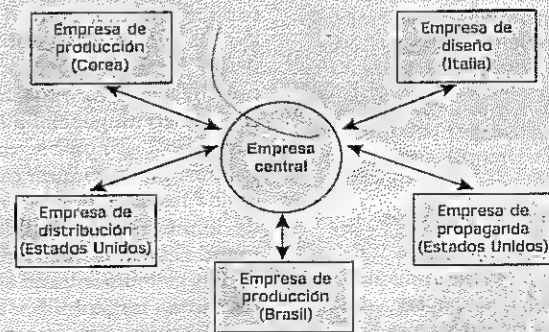 Empresa de
producción
(Corea)
Empresa de
diseño
(Italia)
Empresa
central
Empresa de
distribución
(Estados Unidos)
Empresa de
propaganda
(Estados Unidos)
Empresa de
producción
(Brasil)